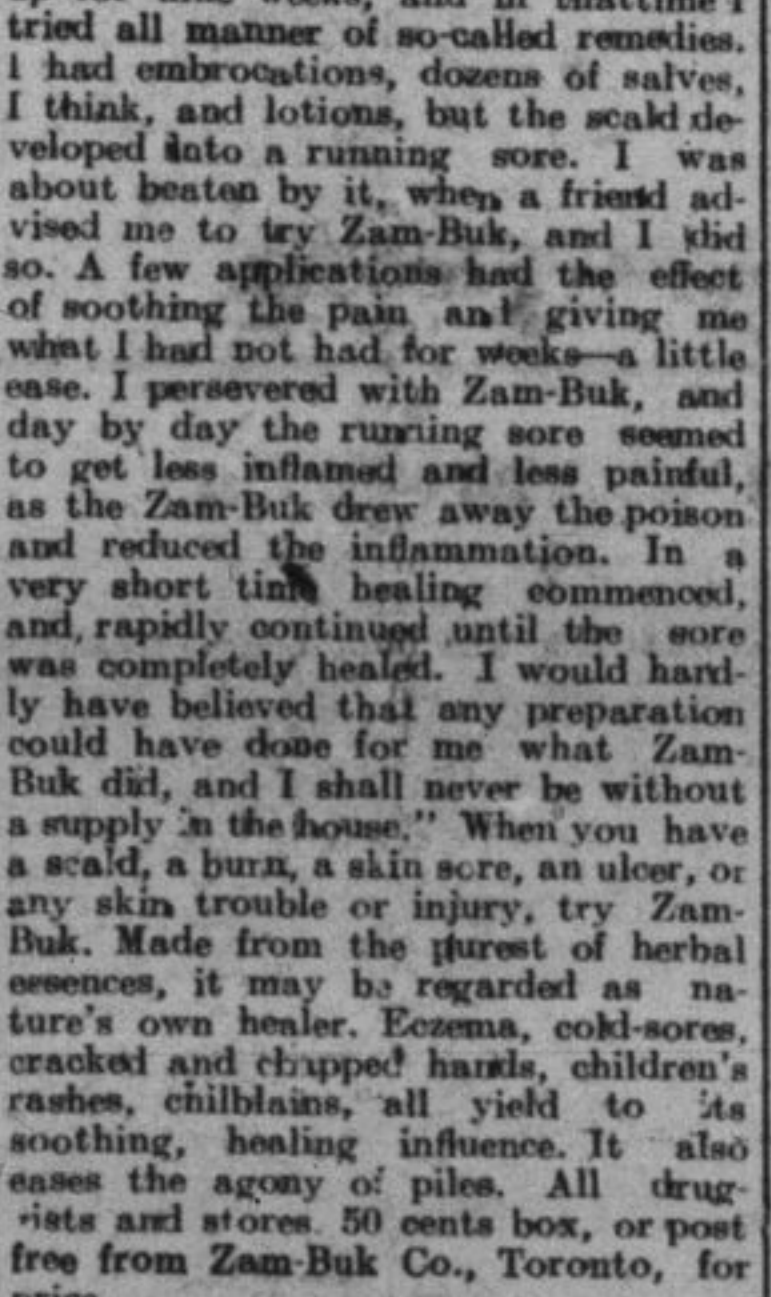 tried all manner of so-called remedies.
I had embrocations, dozens of salves,
I think, and lotions, but the scald de-
veloped into a running sore. I was
about beaten by it, when a friend ad-
vised me to try Zam-Buk, and I did
so. A few applications had the effect
of soothing the pain and giving me
what I had not had for weeks—a little
ease. I persevered with Zam-Buk, and
day by day the running sore seemed
to get less inflamed and less painful,
as the Zam-Buk drew away the poison
and reduced the inflammation. In a
very short time healing commenced,
and, rapidly continued until the sore
was completely healed. I would hard-
ly have believed that any preparation
could have done for me what Zam-
Buk did, and I shall never be without
a supply in the house." When you have
a scald, a burn, a skin sore, an ulcer, or
any skin trouble or injury, try Zam-
Buk. Made from the purest of herbal
essences, it may be regarded as na-
ture's own healer. Eczema, cold-sores,
cracked and chapped hands, children's
rashes, chilblains, all yield to its
soothing, healing influence. It also
eases the agony of piles. All drug-
gists and stores. 50 cents box, or post
free from Zam-Buk Co., Toronto, for